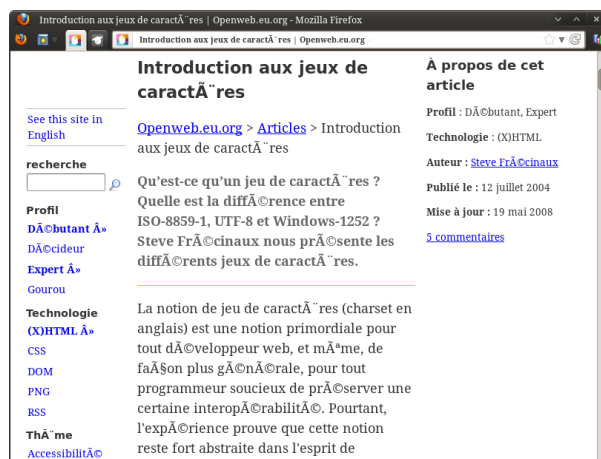 Introduction aux jeux de caractÃ¨res | Openweb.eu.org - Mozilla Firefox
Introduction aux jeux de caractÃ¨res | Openweb.eu.org
See this site in
English
recherche
Profil
DÃ©butant Â»
DÃ©cideur
Expert Â»
Gourou
Technologie
(X)HTML Â»
CSS
DOM
PNG
RSS
ThÃ¨me
AccessibilitÃ©
Introduction aux jeux de
caractÃ¨res
Openweb.eu.org > Articles > Introduction
aux jeux de caractÃ¨res
Qu’est-ce qu’un jeu de caractÃ¨res ?
Quelle est la diffÃ©rence entre
ISO-8859-1, UTF-8 et Windows-1252 ?
Steve FrÃ©cinaux nous prÃ©sente les
diffÃ©rents jeux de caractÃ¨res.
La notion de jeu de caractÃ¨res (charset en
anglais) est une notion primordiale pour
tout dÃ©veloppeur web, et mÃªme, de
faÃ§on plus gÃ©nÃ©rale, pour tout
programmeur soucieux de prÃ©server une
certaine interopÃ©rabilitÃ©. Pourtant,
l'expÃ©rience prouve que cette notion
reste fort abstraite dans l'esprit de
À propos de cet
article
Profil : DÃ©butant, Expert
Technologie : (X)HTML
Auteur : Steve FrÃ©cinaux
Publié le : 12 juillet 2004
Mise à jour : 19 mai 2008
5 commentaires